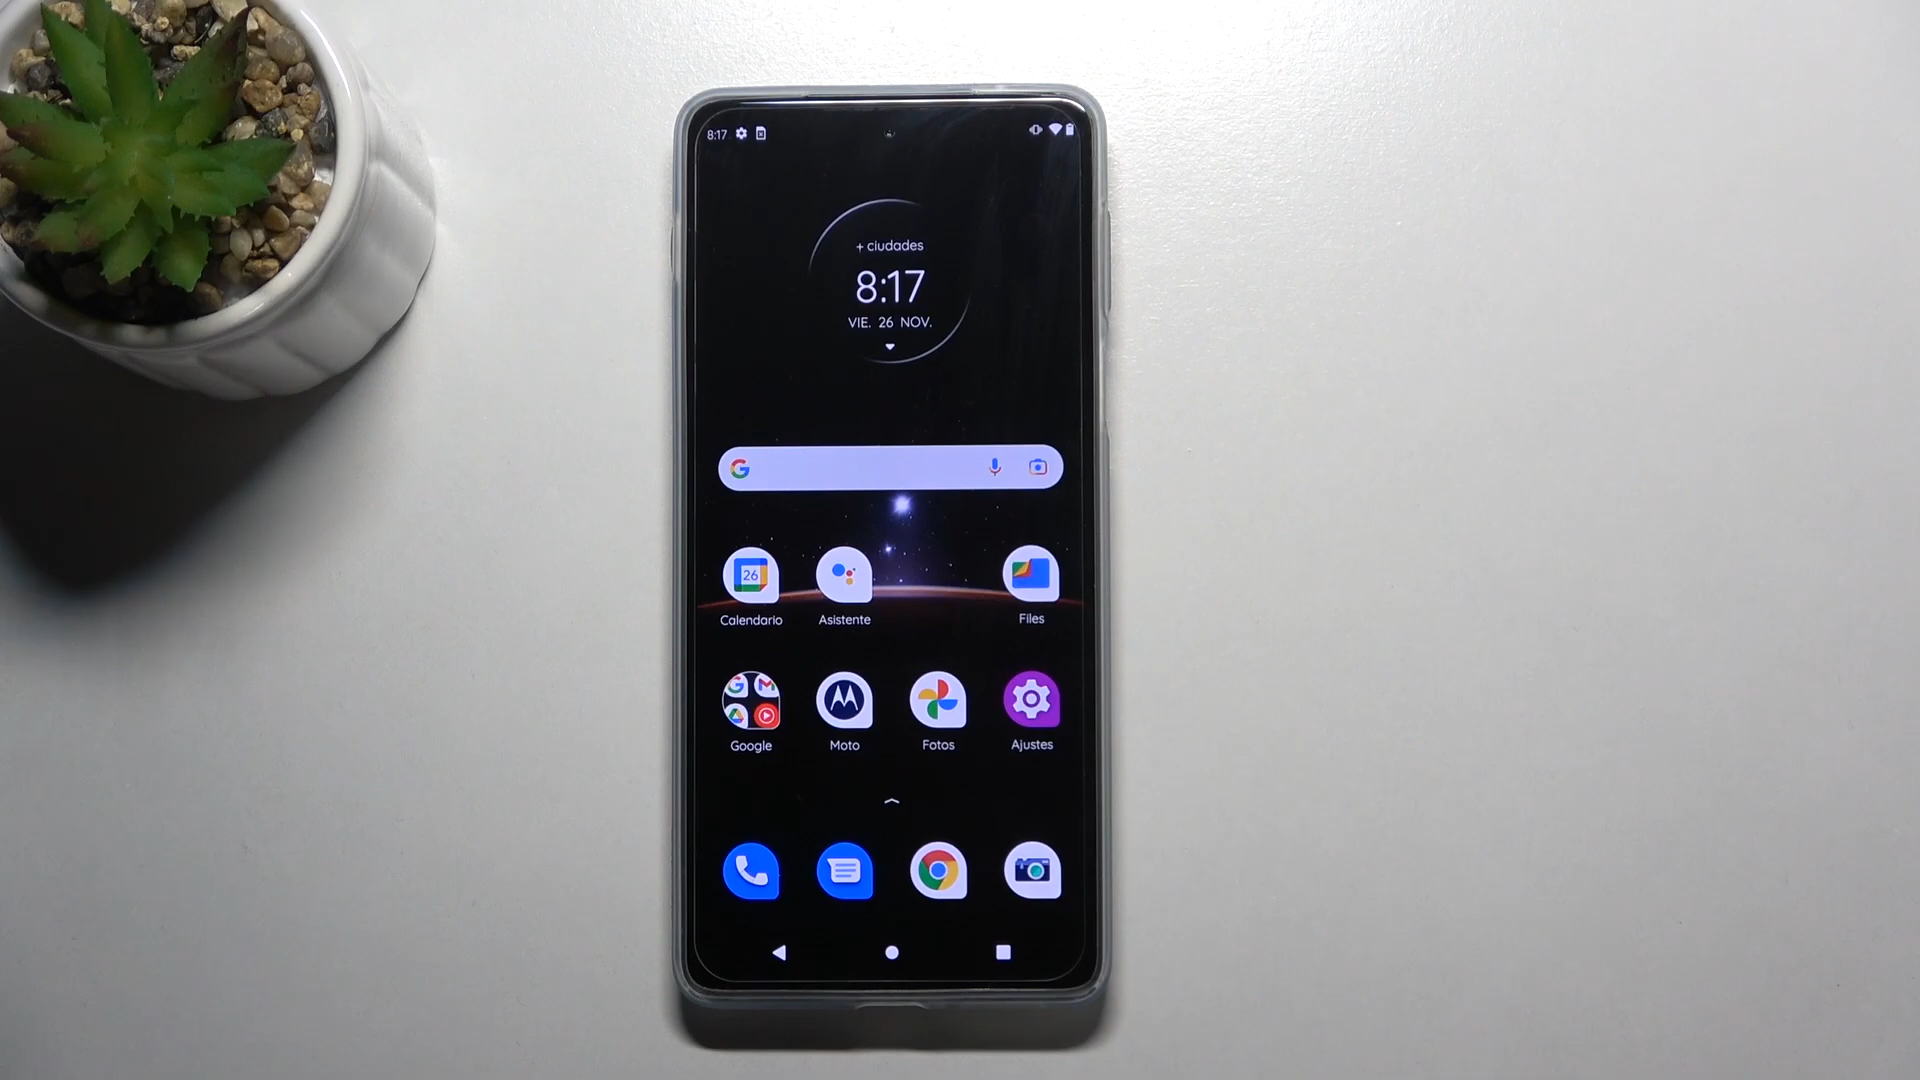 8:17
+ ciudades
8:17
VIE. 26 NOV.
26
Calendario
Asistente
Files
Google
Moto
Fotos
Ajustes